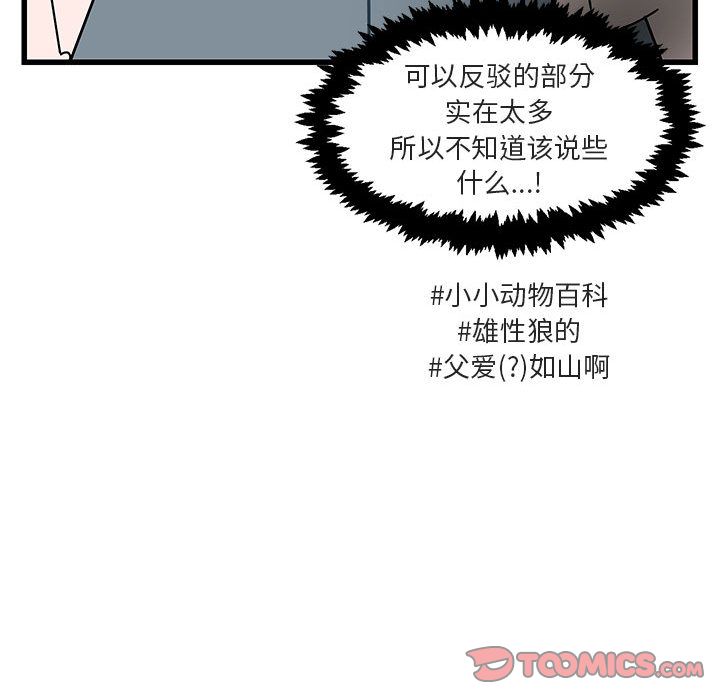 可以反驳的部分
实在太多
所以不知道该说些
什么...!
#小小动物百科
#雄性狼的
#父爱(?)如山啊
TOOMICS.COM